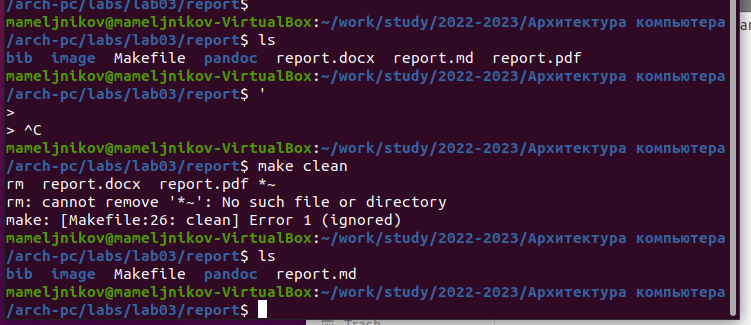 /arch-pc/labs/lab03/report$
mameljnikov@mameljnikov-VirtualBox:~/work/study/2022-2023/Архитектура компьютера
/arch-pc/labs/lab03/report$ ls
bib  image  Makefile  pandoc  report.docx  report.md  report.pdf
mameljnikov@mameljnikov-VirtualBox:~/work/study/2022-2023/Архитектура компьютера
/arch-pc/labs/lab03/report$ '
>
> ^C
mameljnikov@mameljnikov-VirtualBox:~/work/study/2022-2023/Архитектура компьютера
/arch-pc/labs/lab03/report$ make clean
rm  report.docx  report.pdf *~
rm: cannot remove '*~': No such file or directory
make: [Makefile:26: clean] Error 1 (ignored)
mameljnikov@mameljnikov-VirtualBox:~/work/study/2022-2023/Архитектура компьютера
/arch-pc/labs/lab03/report$ ls
bib  image  Makefile  pandoc  report.md
mameljnikov@mameljnikov-VirtualBox:~/work/study/2022-2023/Архитектура компьютера
/arch-pc/labs/lab03/report$
Trash